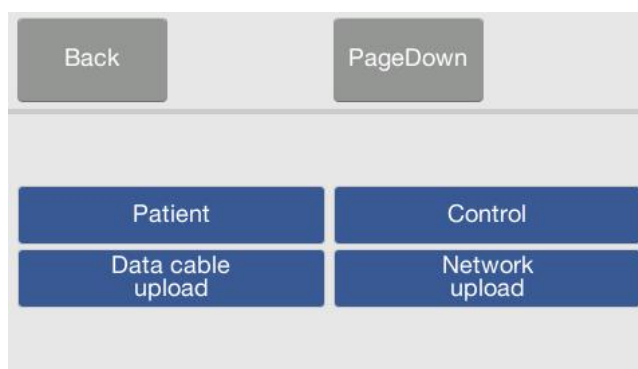 Back
PageDown
Patient
Control
Data cable
upload
Network
upload